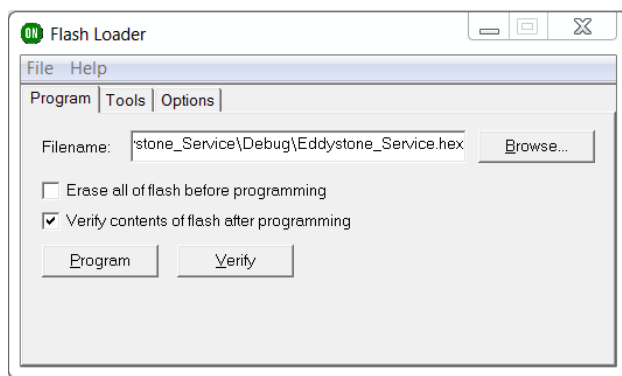 ON Flash Loader
File Help
Program Tools Options
Filename: stone_Service\Debug\Eddystone_Service.hex Browse...
Erase all of flash before programming
Verify contents of flash after programming
Program Verify